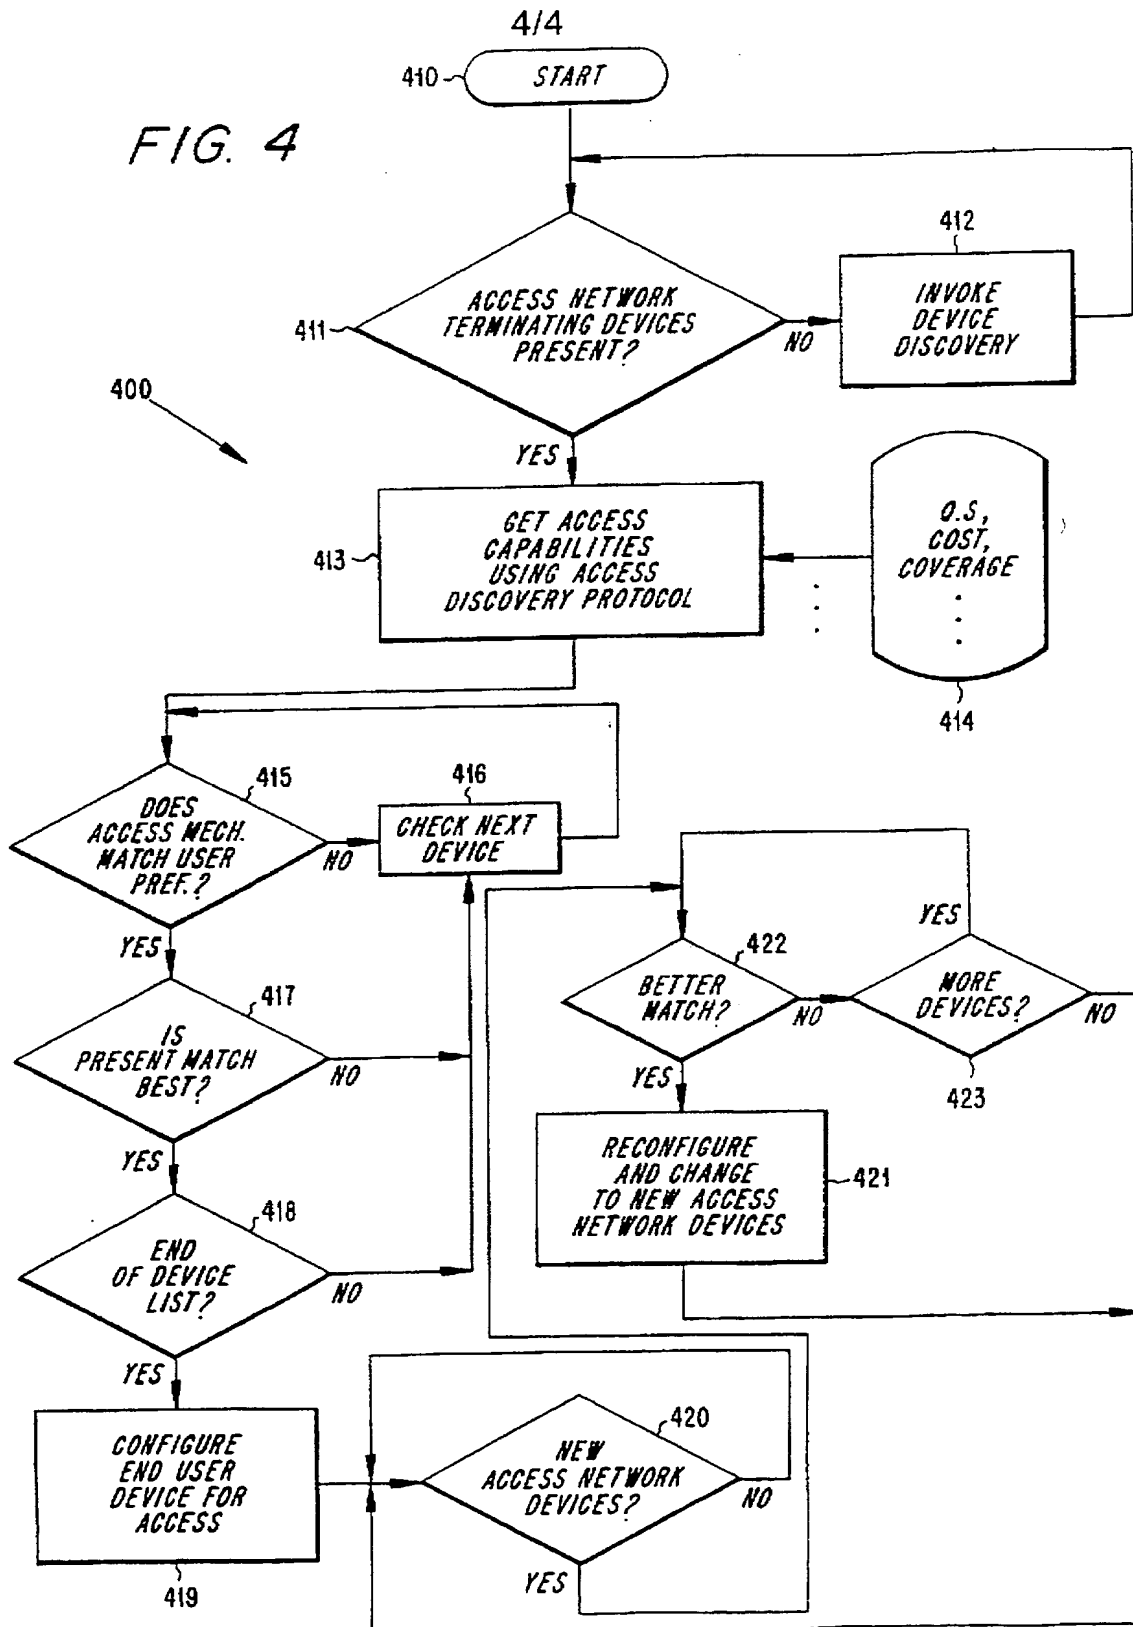 4/4
FIG. 4
410
START
411
ACCESS NETWORK
TERMINATING DEVICES
PRESENT?
NO
412
INVOKE
DEVICE
DISCOVERY
400
YES
413
GET ACCESS
CAPABILITIES
USING ACCESS
DISCOVERY PROTOCOL
Q.S,
COST,
COVERAGE
414
415
DOES
ACCESS MECH.
MATCH USER
PREF.?
NO
416
CHECK NEXT
DEVICE
YES
417
IS
PRESENT MATCH
BEST?
NO
YES
418
END
OF DEVICE
LIST?
NO
YES
CONFIGURE
END USER
DEVICE FOR
ACCESS
419
420
NEW
ACCESS NETWORK
DEVICES?
NO
YES
422
BETTER
MATCH?
NO
YES
MORE
DEVICES?
YES
NO
423
RECONFIGURE
AND CHANGE
TO NEW ACCESS
NETWORK DEVICES
421